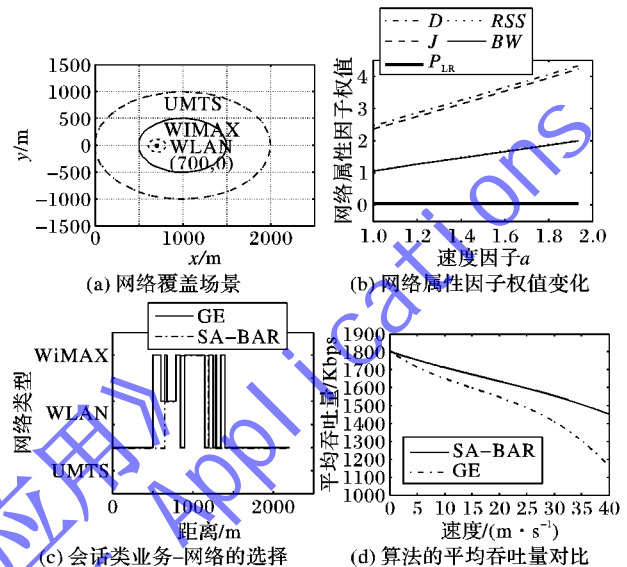 1500
1000
500
0
-500
-1000
-1500
y/m
UMTS
WIMAX
WLAN
(700,0)
0 1000 2000
x/m
(a) 网络覆盖场景
D RSS
J BW
P_LR
4
3
2
1
0
网络属性因子权值
1.0 1.2 1.4 1.6 1.8 2.0
速度因子a
(b) 网络属性因子权值变化
GE
SA-BAR
WiMAX
WLAN
UMTS
网络类型
0 1000 2000
距离/m
(c) 会话类业务-网络的选择
1900
1800
1700
1600
1500
1400
1300
1200
1100
1000
平均吞吐量/Kbps
SA-BAR
GE
0 5 10 15 20 25 30 35 40
速度/(m·s⁻¹)
(d) 算法的平均吞吐量对比
应用》
Applications